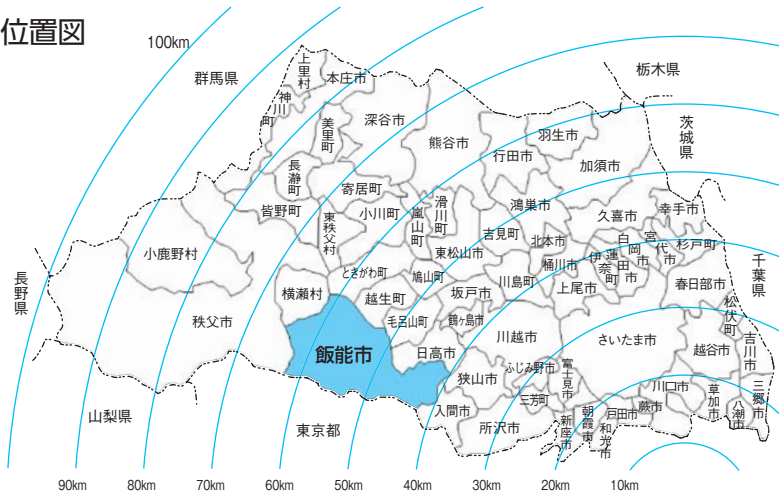 位置図
100km
群馬県
栃木県
茨城県
千葉県
長野県
山梨県
東京都
上里村
本庄市
神川町
美里町
深谷市
熊谷市
行田市
羽生市
加須市
長瀞町
寄居町
皆野町
小川町
嵐山町
滑川町
鴻巣市
久喜市
幸手市
東秩父村
吉見町
北本市
白岡市
宮代市
杉戸町
小鹿野村
東松山市
桶川市
伊奈町
蓮田市
ときがわ町
鳩山町
川島町
上尾市
春日部市
横瀬村
越生町
坂戸市
松伏町
秩父市
毛呂山町
鶴ヶ島市
川越市
さいたま市
越谷市
吉川市
飯能市
日高市
狭山市
ふじみ野市
富士見市
川口市
草加市
三郷市
八潮市
入間市
三芳町
所沢市
新座市
朝霞市
和光市
戸田市
蕨市
90km
80km
70km
60km
50km
40km
30km
20km
10km